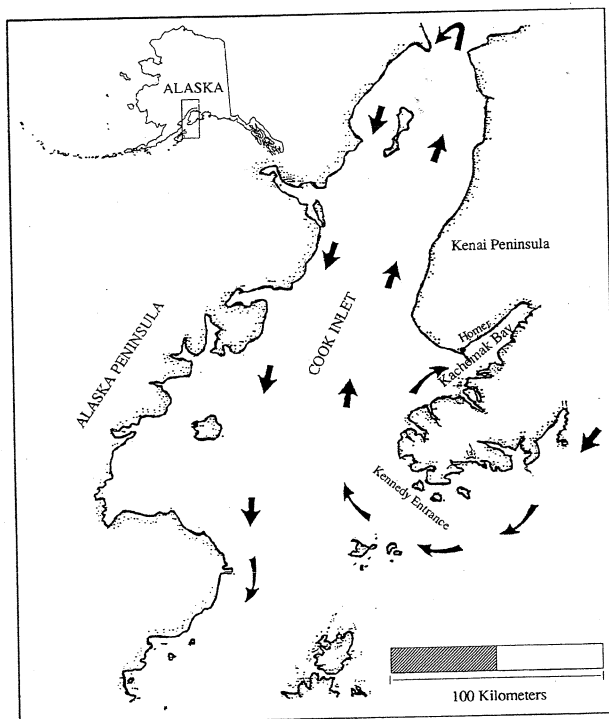 ALASKA
Kenai Peninsula
COOK INLET
ALASKA PENINSULA
Homer
Kachemak Bay
Kennedy Entrance
100 Kilometers